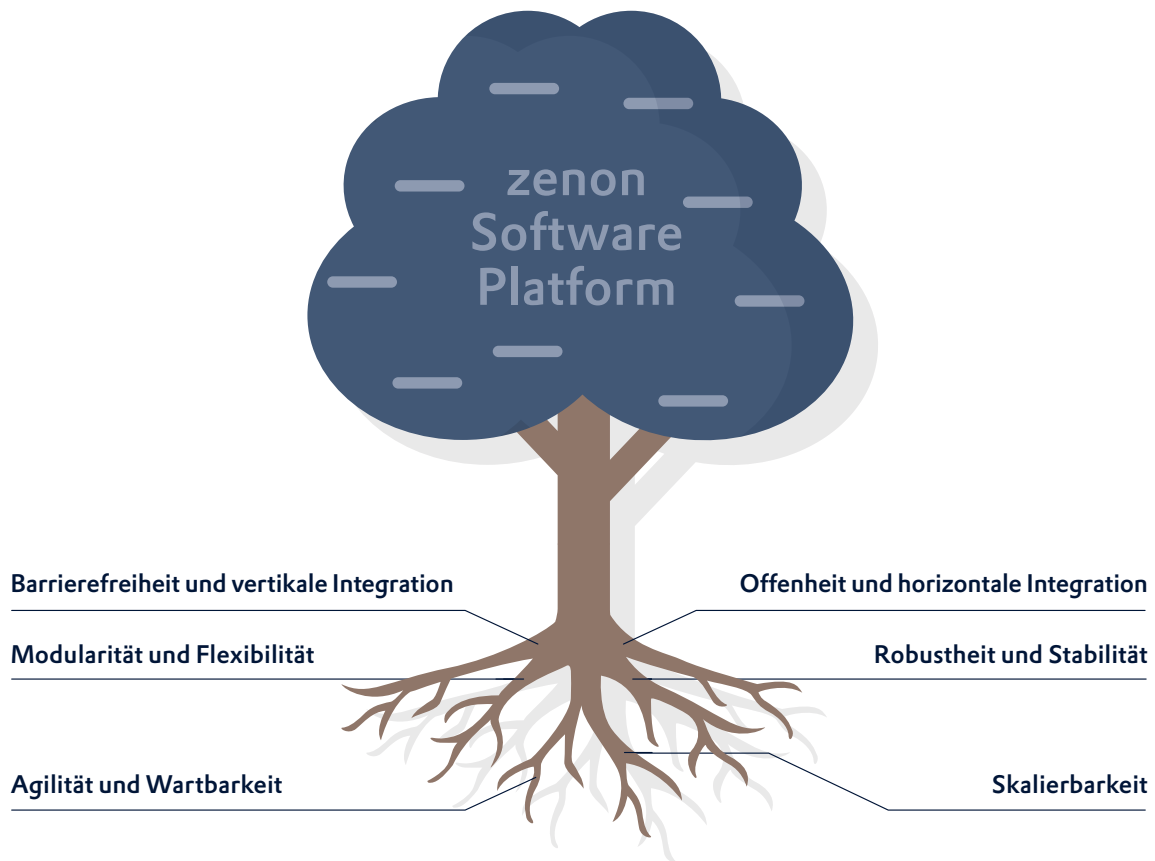 zenon
Software
Platform
Barrierefreiheit und vertikale Integration
Offenheit und horizontale Integration
Modularität und Flexibilität
Robustheit und Stabilität
Agilität und Wartbarkeit
Skalierbarkeit